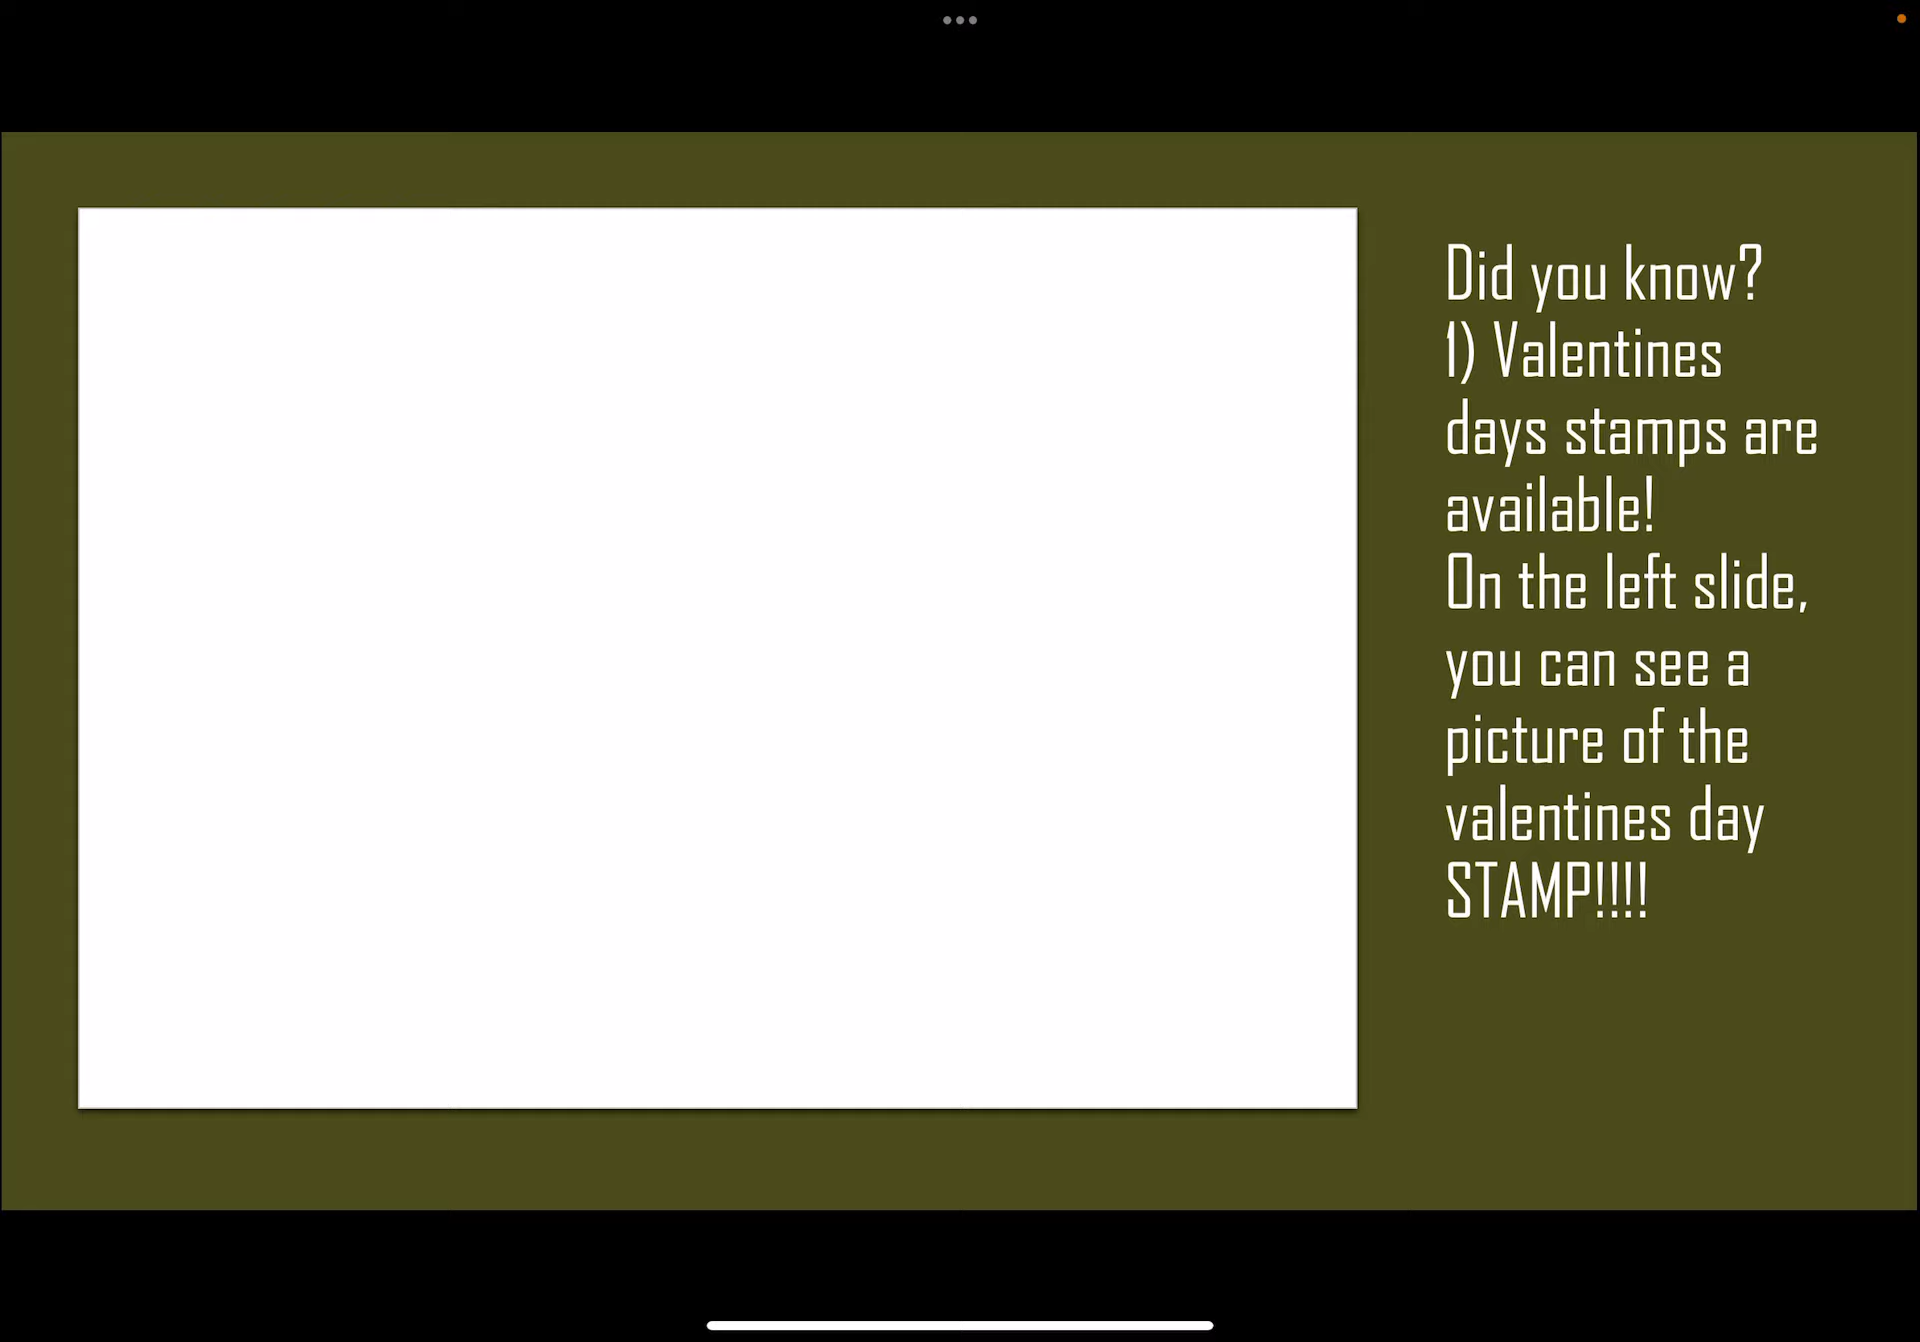 Did you know?
1) Valentines
days stamps are
available!
On the left slide,
you can see a
picture of the
valentines day
STAMP!!!!